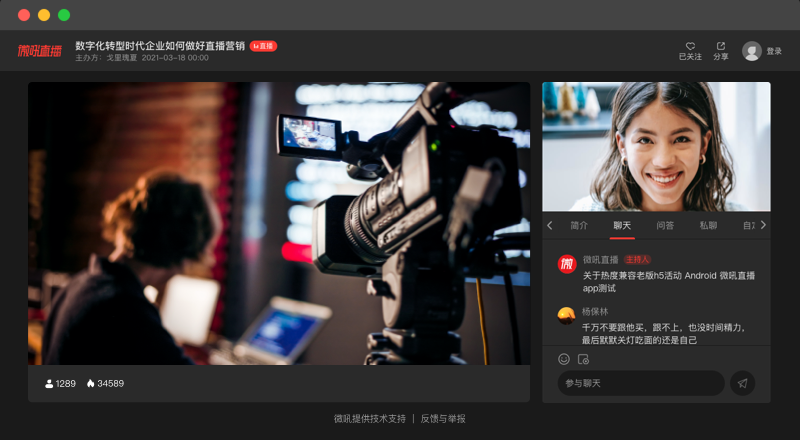 微吼直播
数字化转型时代企业如何做好直播营销 直播
主办方：戈里瑰夏 2021-03-18 00:00
已关注 分享 登录
简介 聊天 问答 私聊 自定
微 微吼直播 主持人
关于热度兼容老版h5活动 Android 微吼直播
app测试
杨保林
千万不要跟他买，跟不上，也没时间精力，
最后默默关灯吃面的还是自己
参与聊天
1289 34589
微吼提供技术支持 | 反馈与举报